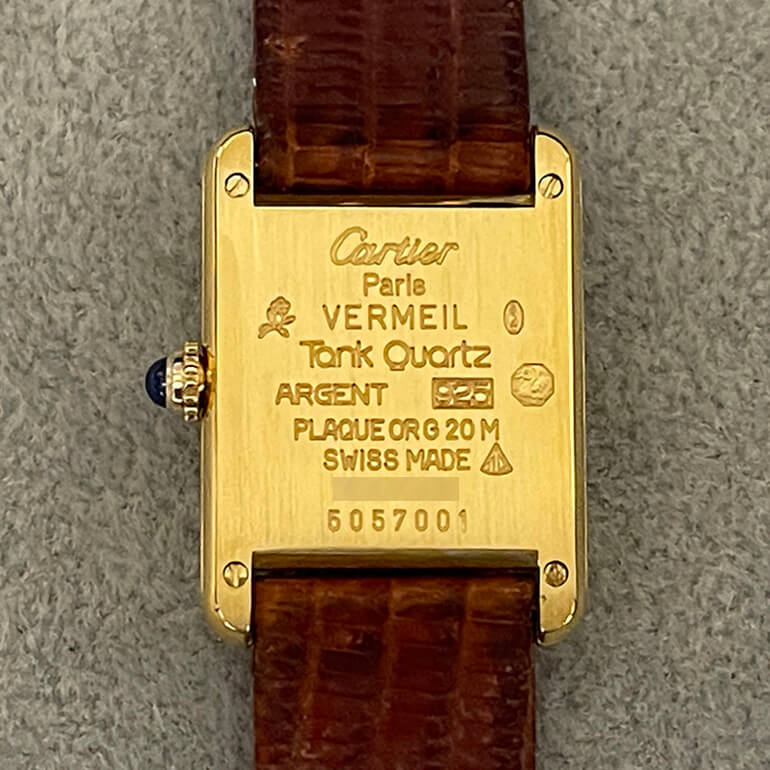 Cartier
Paris
VERMEIL
Tank Quartz
ARGENT 925
PLAQUE OR G 20 M
SWISS MADE
5057001